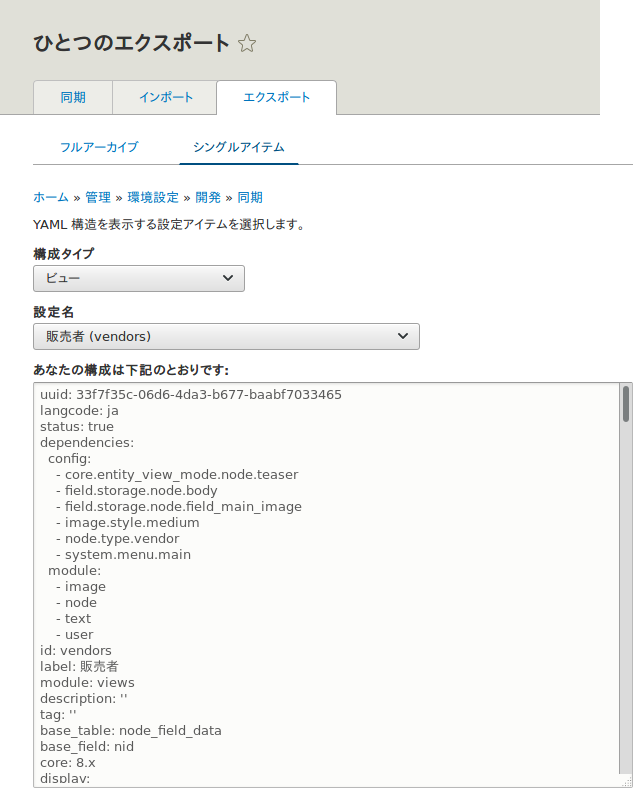 ひとつのエクスポート
同期 インポート エクスポート
フルアーカイブ シングルアイテム
ホーム » 管理 » 環境設定 » 開発 » 同期
YAML 構造を表示する設定アイテムを選択します。
構成タイプ
ビュー
設定名
販売者 (vendors)
あなたの構成は下記のとおりです:
uuid: 33f7f35c-06d6-4da3-b677-baabf7033465
langcode: ja
status: true
dependencies:
config:
- core.entity_view_mode.node.teaser
- field.storage.node.body
- field.storage.node.field_main_image
- image.style.medium
- node.type.vendor
- system.menu.main
module:
- image
- node
- text
- user
id: vendors
label: 販売者
module: views
description: ''
tag: ''
base_table: node_field_data
base_field: nid
core: 8.x
display: